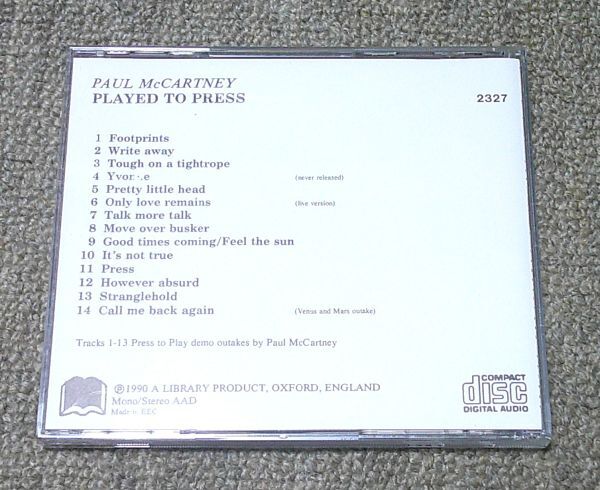 PAUL McCARTNEY
PLAYED TO PRESS 2327
1 Footprints
2 Write away
3 Tough on a tightrope
4 (never released)
5 Pretty little head
6 Only love remains (live version)
7 Talk more talk
8 Move over busker
9 Good times coming/Feel the sun
10 It's not true
11 Press
12 However absurd
13 Stranglehold
14 Call me back again (Venus and Mars outake)
Tracks 1-13 Press to Play demo outakes by Paul McCartney
℗1990 A LIBRARY PRODUCT, OXFORD, ENGLAND
Mono/Stereo AAD
Made in EEC
COMPACT
disc
DIGITAL AUDIO